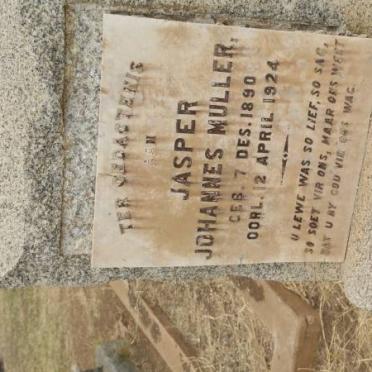 TER GEDAGTENIS
AAN
JASPER
JOHANNES MULLER,
GEB. 7 DES. 1890
OORL. 12 APRIL 1924
U LEWE WAS SO LIEF, SO SAG,
SO SOET VIR ONS, MAAR ONS WEET
DAT U BY GOD VIR ONS WAG.